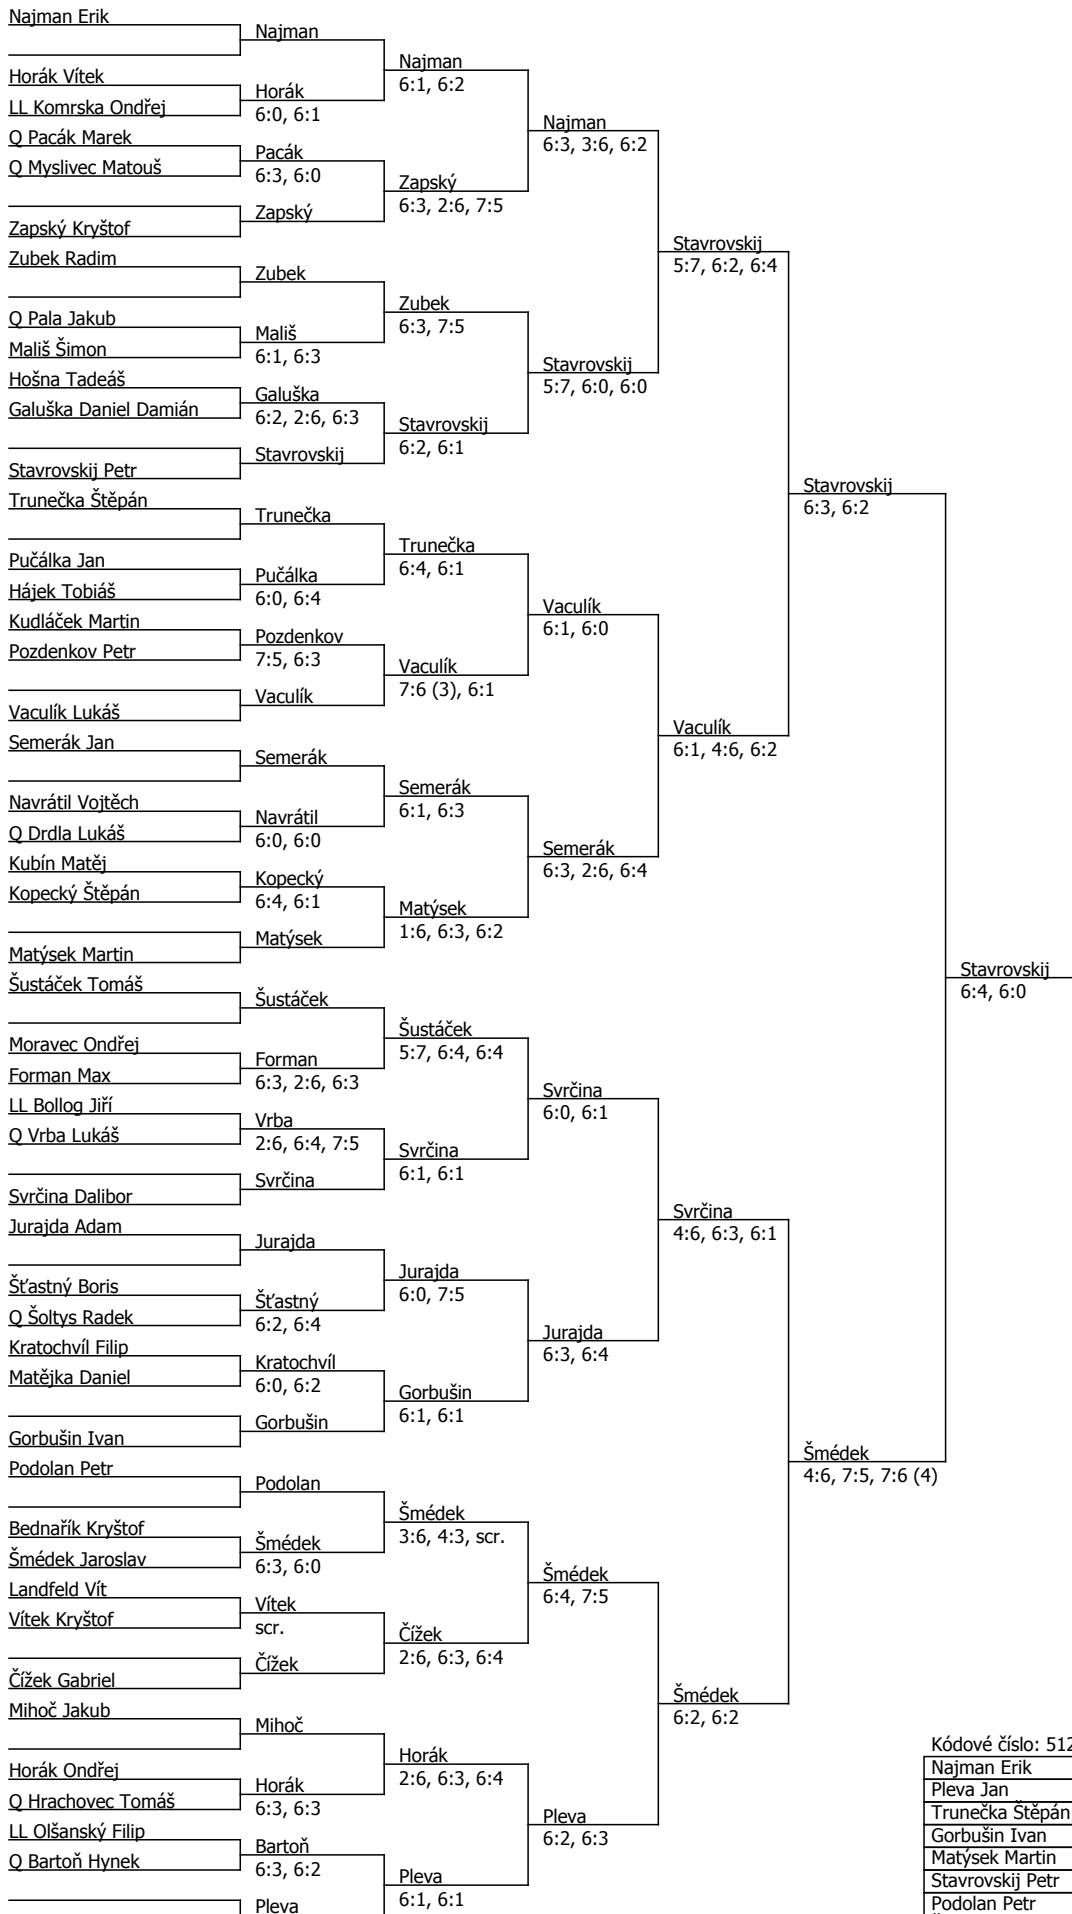 Najman Erik
Horák Vítek
LL Komrska Ondřej
Q Pacák Marek
Q Myslivec Matouš
Zapský Kryštof
Zubek Radim
Q Pala Jakub
Mališ Šimon
Hošna Tadeáš
Galuška Daniel Damián
Stavrovskij Petr
Trunečka Štěpán
Pučálka Jan
Hájek Tobiáš
Kudláček Martin
Pozdenkov Petr
Vaculík Lukáš
Semerák Jan
Navrátil Vojtěch
Q Drdla Lukáš
Kubín Matěj
Kopecký Štěpán
Matýsek Martin
Šustáček Tomáš
Moravec Ondřej
Forman Max
LL Bollog Jiří
Q Vrba Lukáš
Svrčina Dalibor
Jurajda Adam
Šťastný Boris
Q Šoltys Radek
Kratochvíl Filip
Matějka Daniel
Gorbušin Ivan
Podolan Petr
Bednařík Kryštof
Šmédek Jaroslav
Landfeld Vít
Vítek Kryštof
Čížek Gabriel
Mihoč Jakub
Horák Ondřej
Q Hrachovec Tomáš
LL Olšanský Filip
Q Bartoň Hynek
Najman
Horák
6:0, 6:1
Pacák
6:3, 6:0
Zapský
Zubek
Mališ
6:1, 6:3
Galuška
6:2, 2:6, 6:3
Stavrovskij
Trunečka
Pučálka
6:0, 6:4
Pozdenkov
7:5, 6:3
Vaculík
Semerák
Navrátil
6:0, 6:0
Kopecký
6:4, 6:1
Matýsek
Šustáček
Forman
6:3, 2:6, 6:3
Vrba
2:6, 6:4, 7:5
Svrčina
Jurajda
Šťastný
6:2, 6:4
Kratochvíl
6:0, 6:2
Gorbušin
Podolan
Šmédek
6:3, 6:0
Vítek
scr.
Čížek
Mihoč
Horák
6:3, 6:3
Bartoň
6:3, 6:2
Pleva
Najman
6:1, 6:2
Zapský
6:3, 2:6, 7:5
Zubek
6:3, 7:5
Stavrovskij
6:2, 6:1
Trunečka
6:4, 6:1
Vaculík
7:6 (3), 6:1
Semerák
6:1, 6:3
Matýsek
1:6, 6:3, 6:2
Šustáček
5:7, 6:4, 6:4
Svrčina
6:1, 6:1
Jurajda
6:0, 7:5
Gorbušin
6:1, 6:1
Šmédek
3:6, 4:3, scr.
Čížek
2:6, 6:3, 6:4
Horák
2:6, 6:3, 6:4
Pleva
6:1, 6:1
Najman
6:3, 3:6, 6:2
Stavrovskij
5:7, 6:0, 6:0
Vaculík
6:1, 6:0
Semerák
6:3, 2:6, 6:4
Svrčina
6:0, 6:1
Jurajda
6:3, 6:4
Šmédek
6:4, 7:5
Pleva
6:2, 6:3
Stavrovskij
5:7, 6:2, 6:4
Vaculík
6:1, 4:6, 6:2
Svrčina
4:6, 6:3, 6:1
Šmédek
6:2, 6:2
Stavrovskij
6:3, 6:2
Šmédek
4:6, 7:5, 7:6 (4)
Stavrovskij
6:4, 6:0
Kódové číslo: 512
Najman Erik
Pleva Jan
Trunečka Štěpán
Gorbušin Ivan
Matýsek Martin
Stavrovskij Petr
Podolan Petr